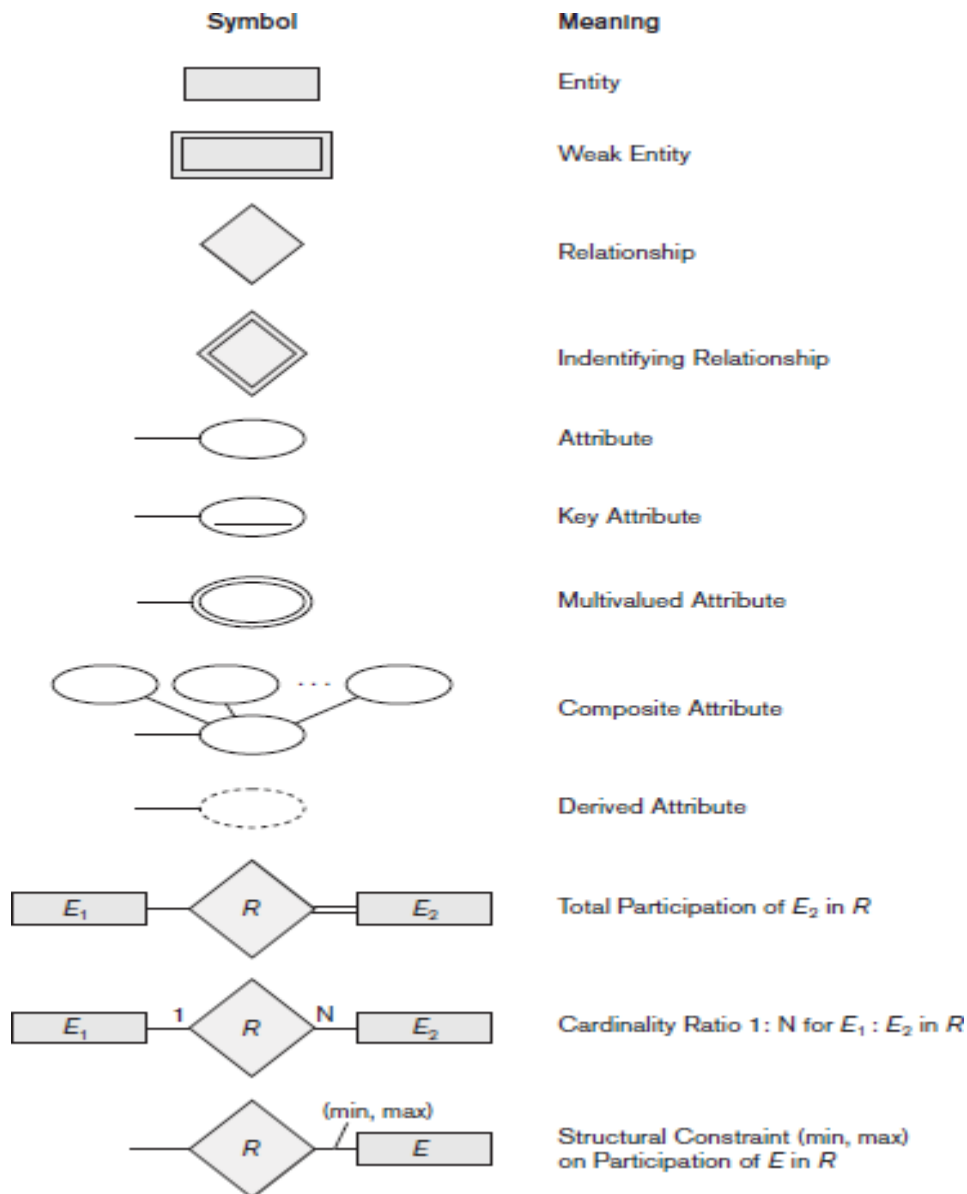 Symbol Meaning
Entity
Weak Entity
Relationship
Indentifying Relationship
Attribute
Key Attribute
Multivalued Attribute
. . .
Composite Attribute
Derived Attribute
E₁ R E₂ Total Participation of E₂ in R
E₁ 1 R N E₂ Cardinality Ratio 1: N for E₁ : E₂ in R
(min, max)
R E Structural Constraint (min, max)
on Participation of E in R